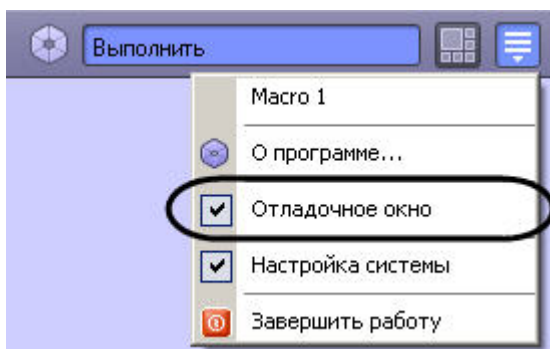 Выполнить
Macro 1
О программе...
Отладочное окно
Настройка системы
Завершить работу